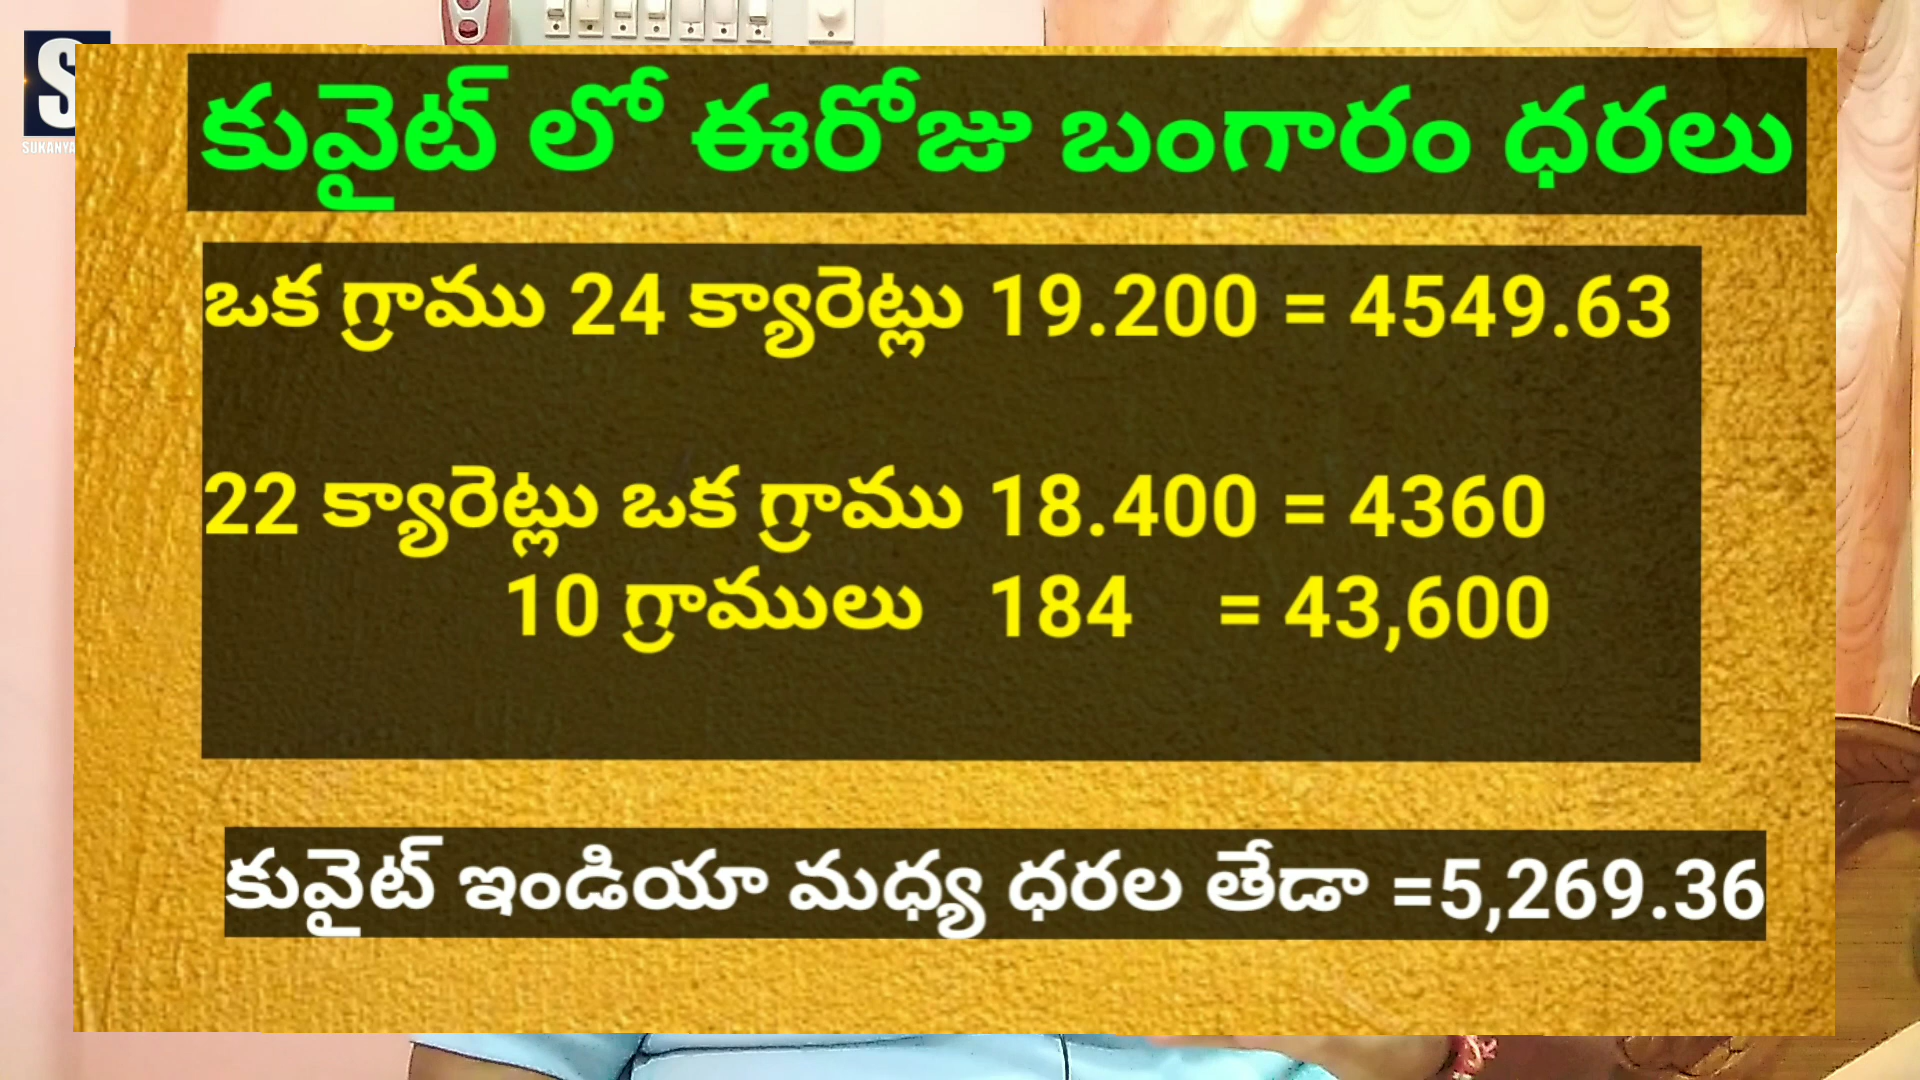 S
SUKANYA
కువైట్ లో ఈరోజు బంగారం ధరలు
ఒక గ్రాము 24 క్యారెట్లు 19.200 = 4549.63
22 క్యారెట్లు ఒక గ్రాము 18.400 = 4360
10 గ్రాములు 184 = 43,600
కువైట్ ఇండియా మధ్య ధరల తేడా =5,269.36